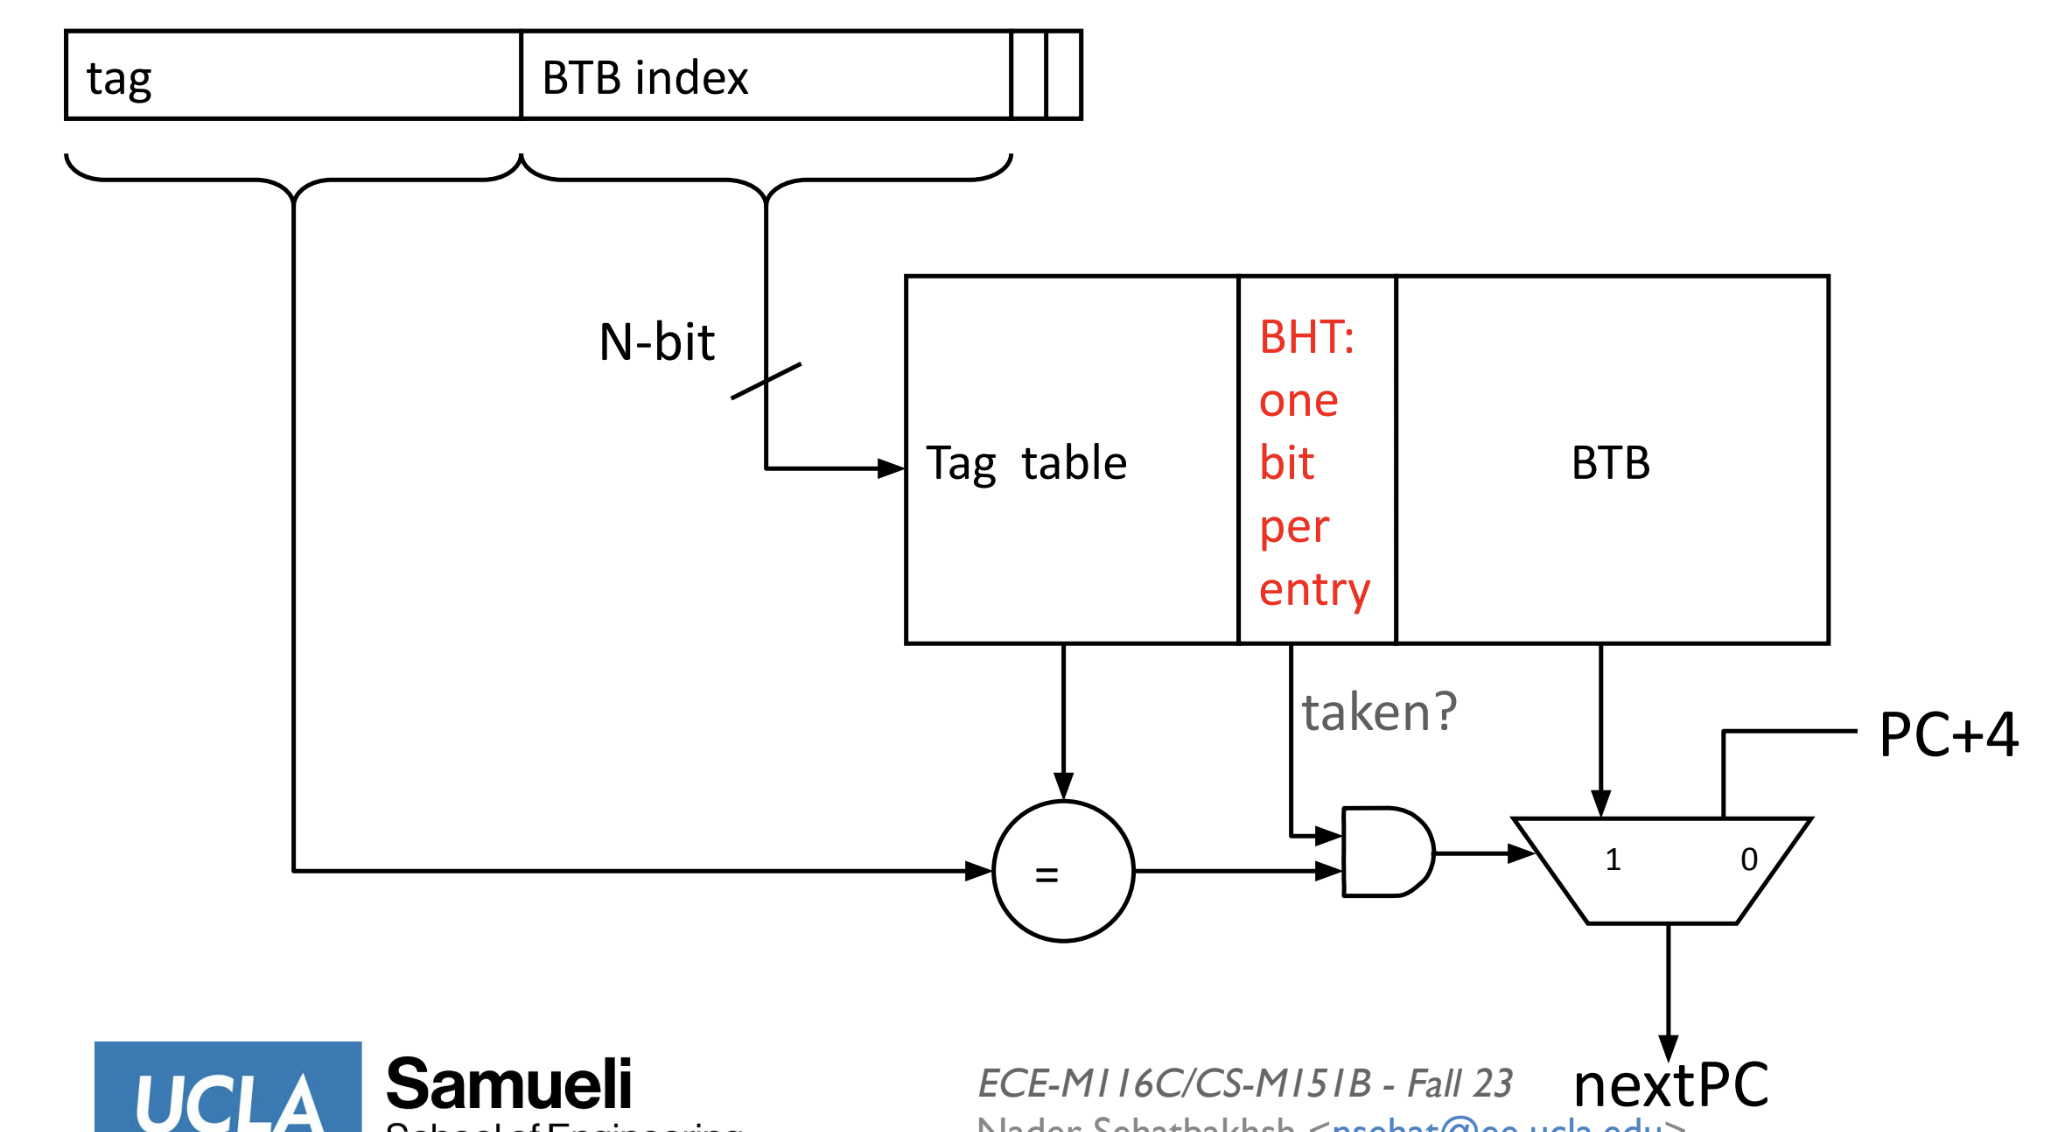 tag
BTB index
N-bit
Tag table
BHT:
one
bit
per
entry
BTB
taken?
PC+4
=
1
0
nextPC
UCLA
Samueli
School of Engineering
ECE-M116C/CS-M151B - Fall 23
Nader Sehatbakhsh <nsehat@ee.ucla.edu>